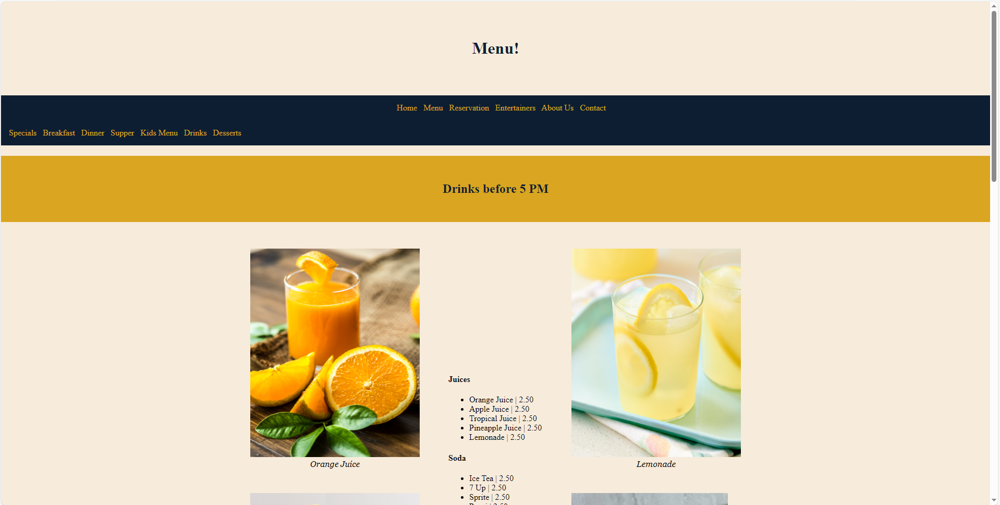 Menu!
Home Menu Reservation Entertainers About Us Contact
Specials Breakfast Dinner Supper Kids Menu Drinks Desserts
Drinks before 5 PM
Juices
Orange Juice | 2.50
Apple Juice | 2.50
Tropical Juice | 2.50
Pineapple Juice | 2.50
Lemonade | 2.50
Orange Juice
Lemonade
Soda
Ice Tea | 2.50
7 Up | 2.50
Sprite | 2.50